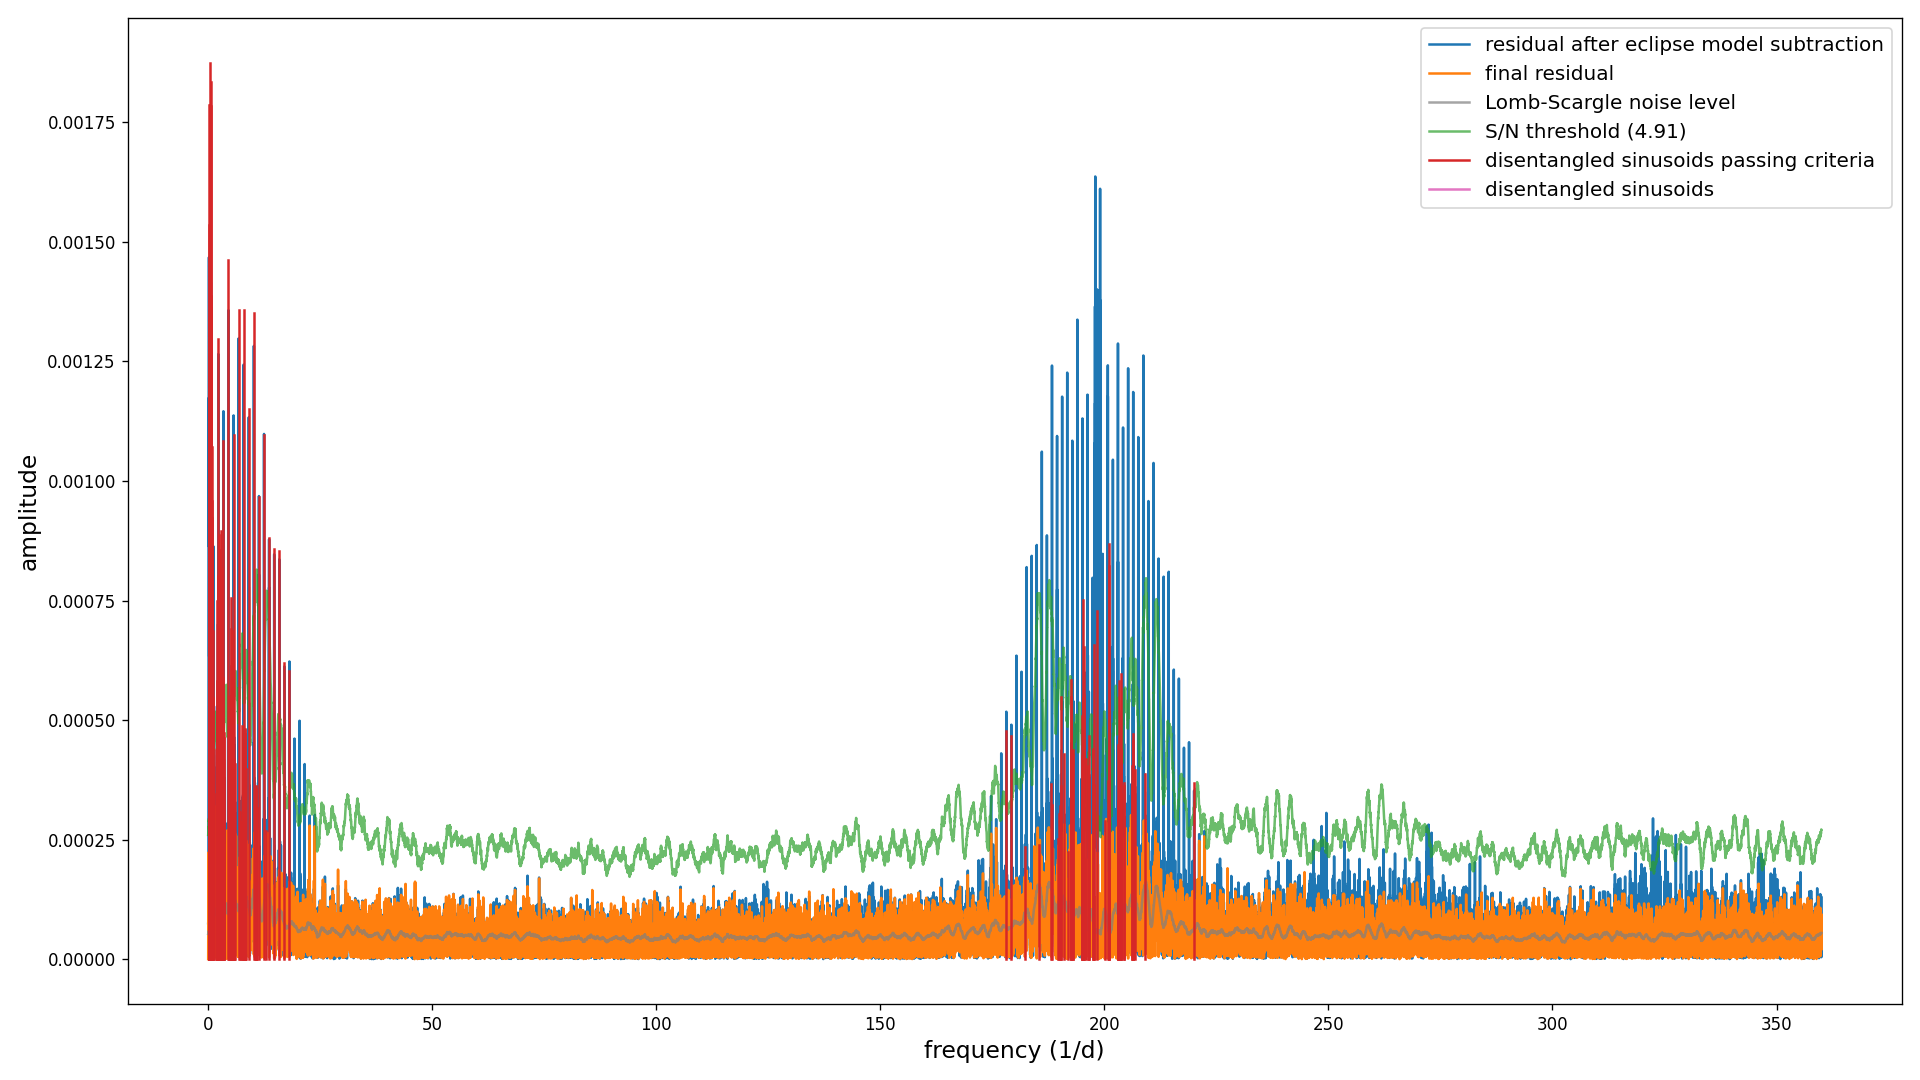 residual after eclipse model subtraction
final residual
Lomb-Scargle noise level
S/N threshold (4.91)
disentangled sinusoids passing criteria
disentangled sinusoids
0.00175
0.00150
0.00125
0.00100
0.00075
0.00050
0.00025
0.00000
amplitude
0 50 100 150 200 250 300 350
frequency (1/d)